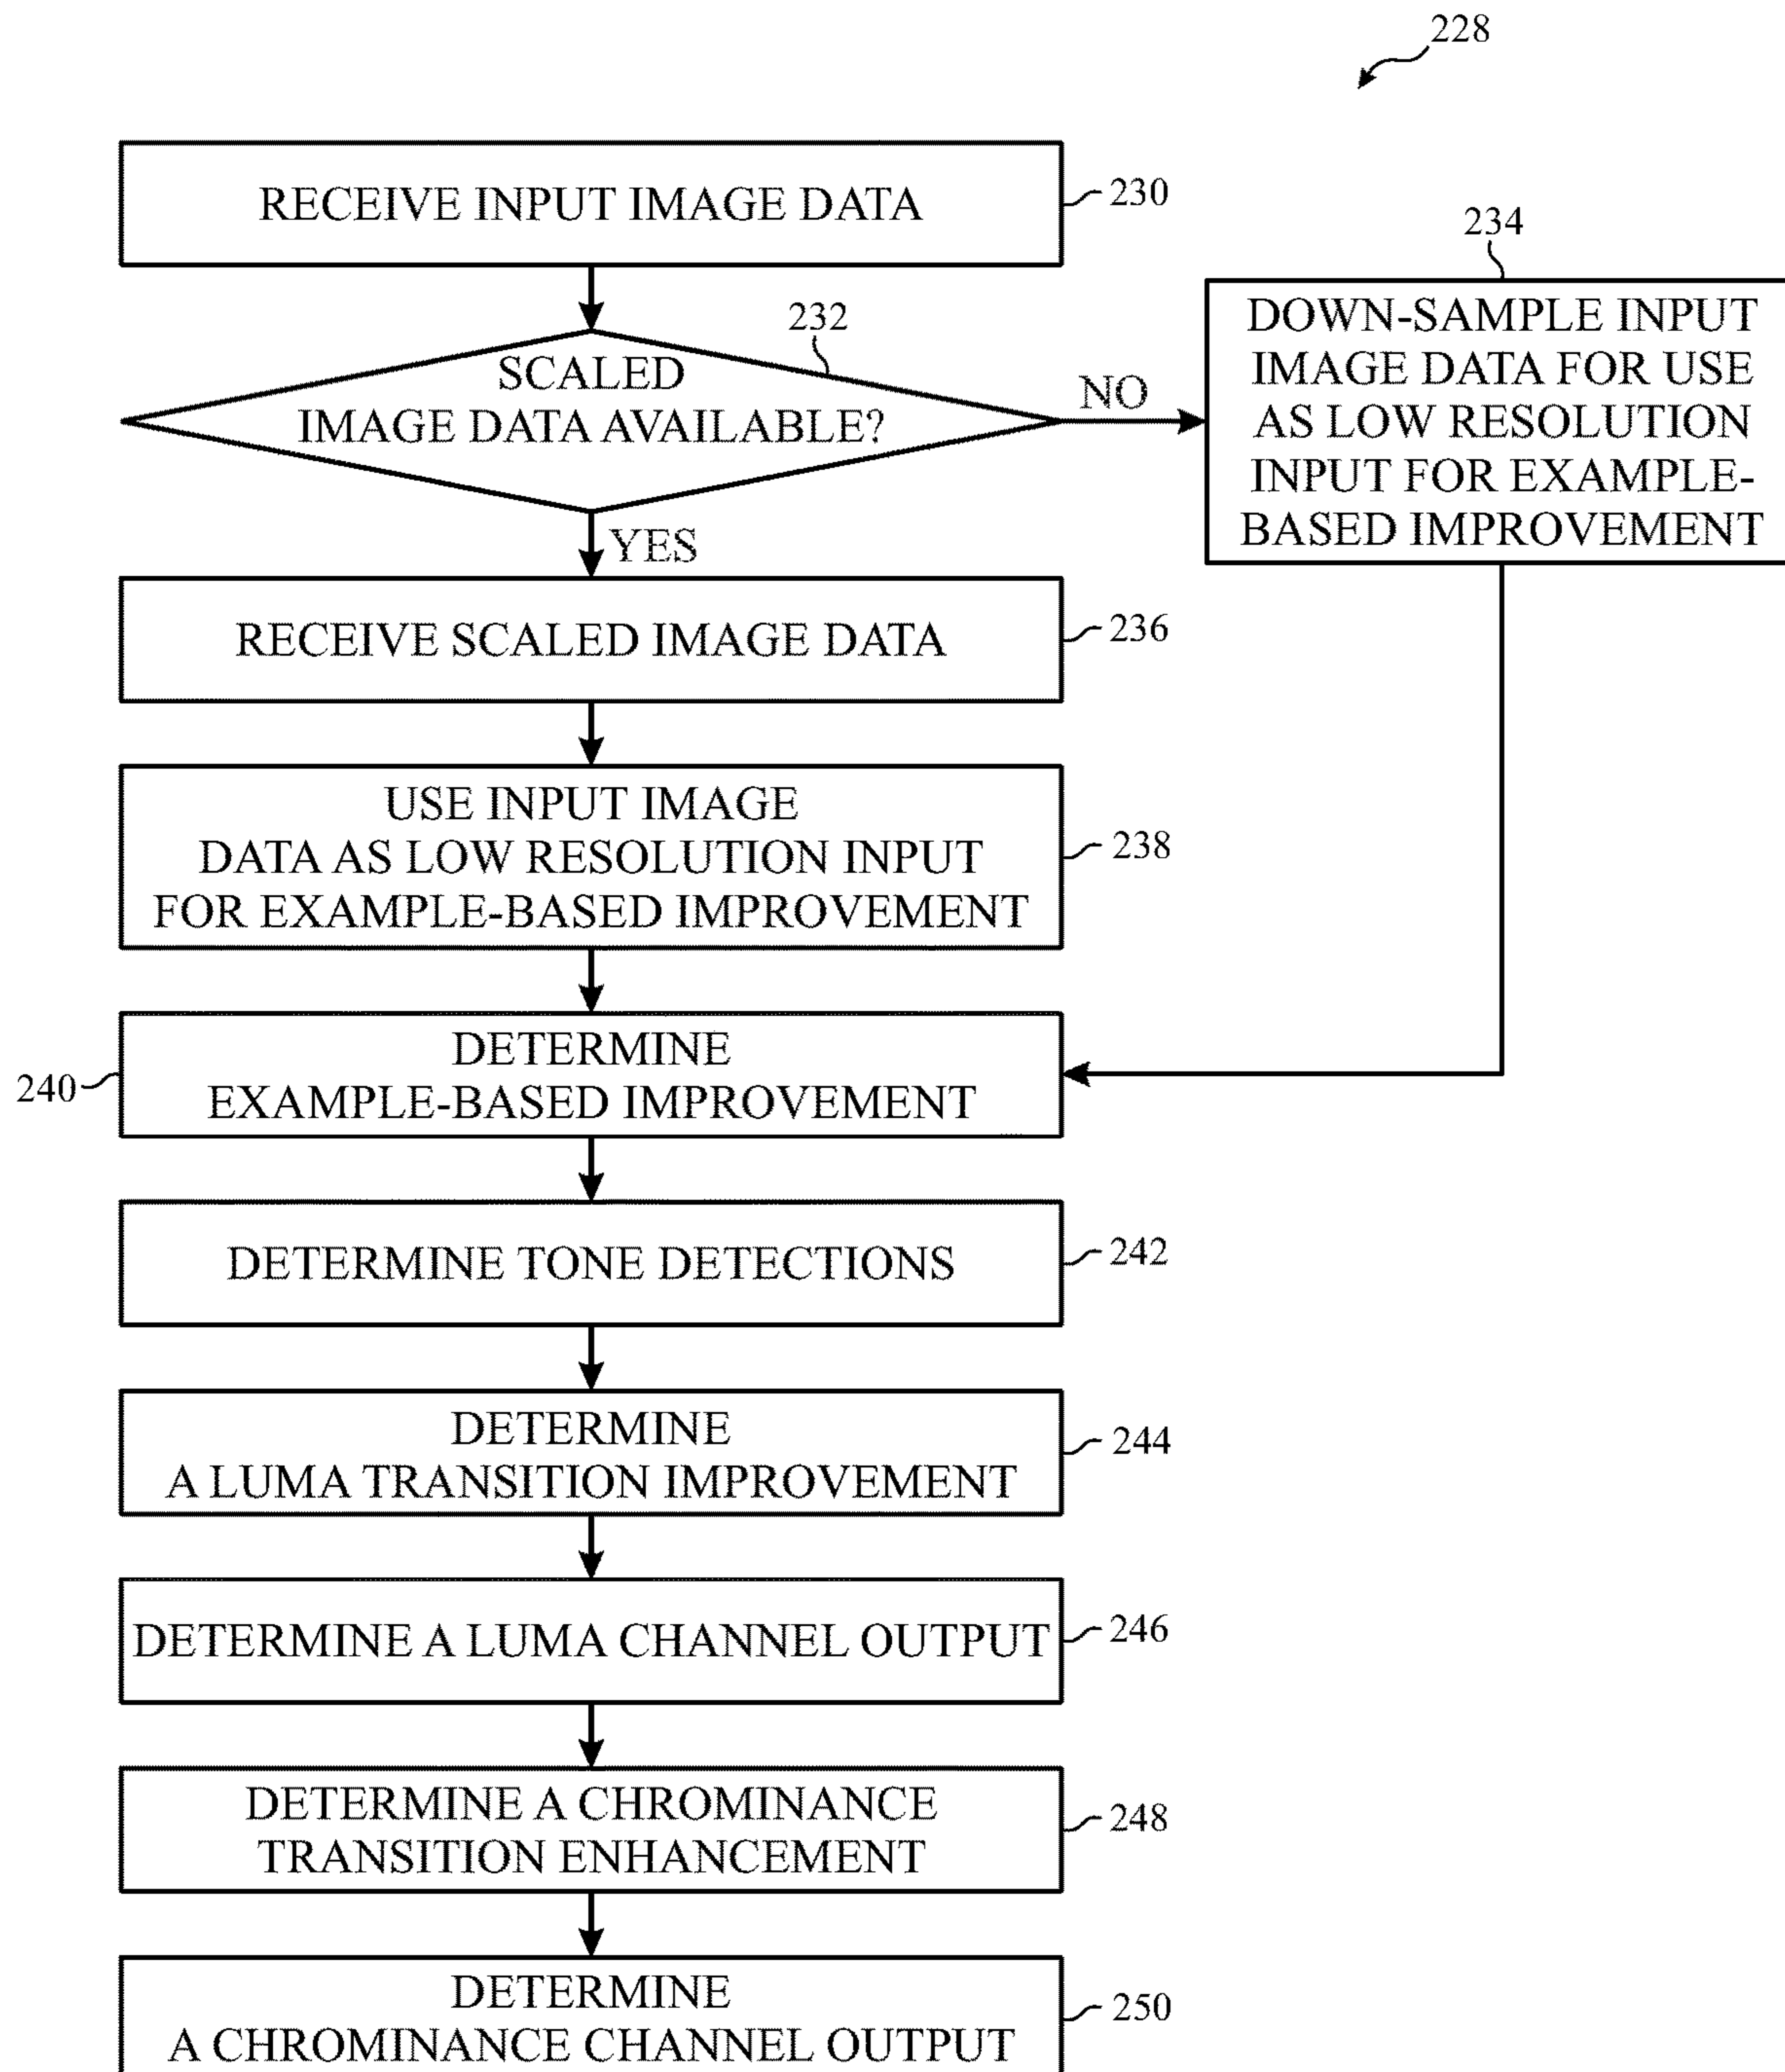 228
RECEIVE INPUT IMAGE DATA
230
232
SCALED
IMAGE DATA AVAILABLE?
NO
234
DOWN-SAMPLE INPUT
IMAGE DATA FOR USE
AS LOW RESOLUTION
INPUT FOR EXAMPLE-
BASED IMPROVEMENT
YES
RECEIVE SCALED IMAGE DATA
236
USE INPUT IMAGE
DATA AS LOW RESOLUTION INPUT
FOR EXAMPLE-BASED IMPROVEMENT
238
240
DETERMINE
EXAMPLE-BASED IMPROVEMENT
DETERMINE TONE DETECTIONS
242
DETERMINE
A LUMA TRANSITION IMPROVEMENT
244
DETERMINE A LUMA CHANNEL OUTPUT
246
DETERMINE A CHROMINANCE
TRANSITION ENHANCEMENT
248
DETERMINE
A CHROMINANCE CHANNEL OUTPUT
250